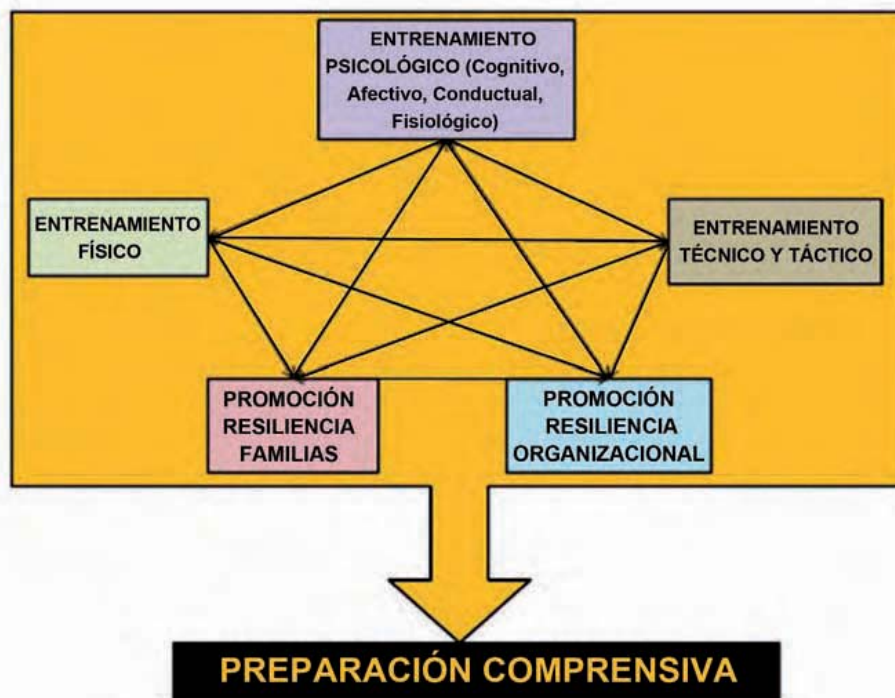 ENTRENAMIENTO
PSICOLÓGICO (Cognitivo,
Afectivo, Conductual,
Fisiológico)
ENTRENAMIENTO
FÍSICO
ENTRENAMIENTO
TÉCNICO Y TÁCTICO
PROMOCIÓN
RESILIENCIA
FAMILIAS
PROMOCIÓN
RESILIENCIA
ORGANIZACIONAL
PREPARACIÓN COMPRENSIVA